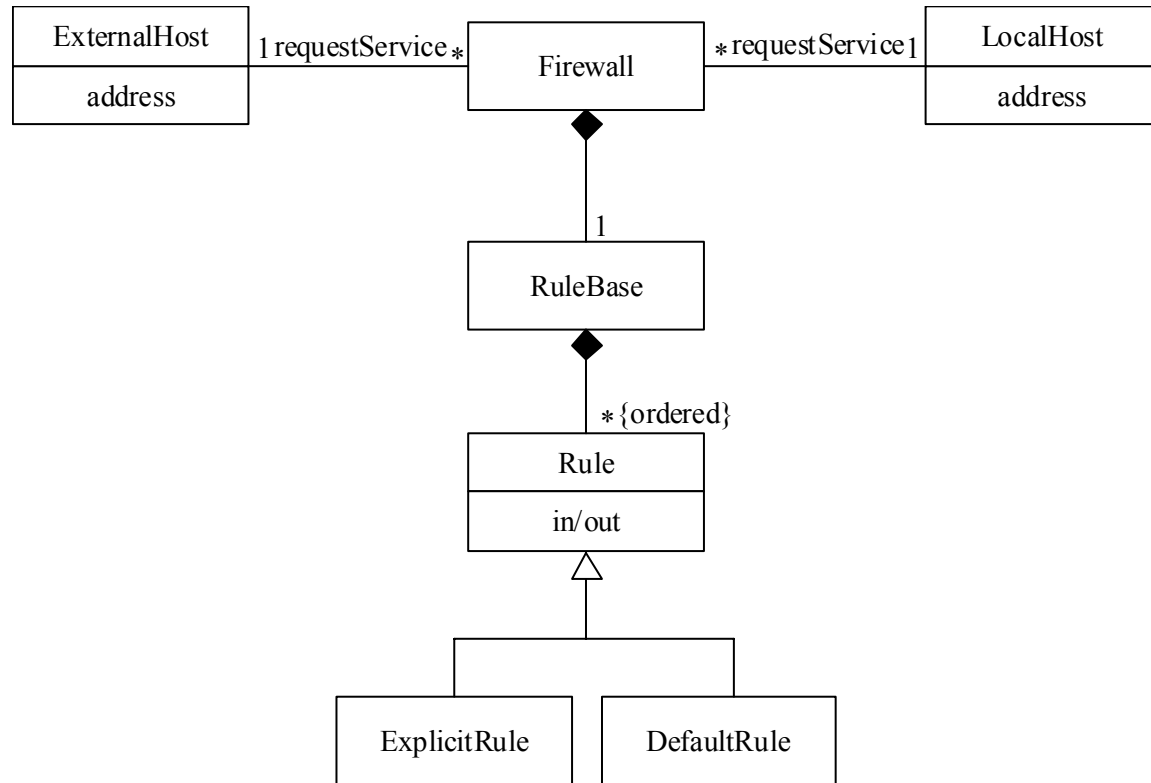 ExternalHost
address
1 requestService *
Firewall
* requestService 1
LocalHost
address
1
RuleBase
* {ordered}
Rule
in/out
ExplicitRule
DefaultRule